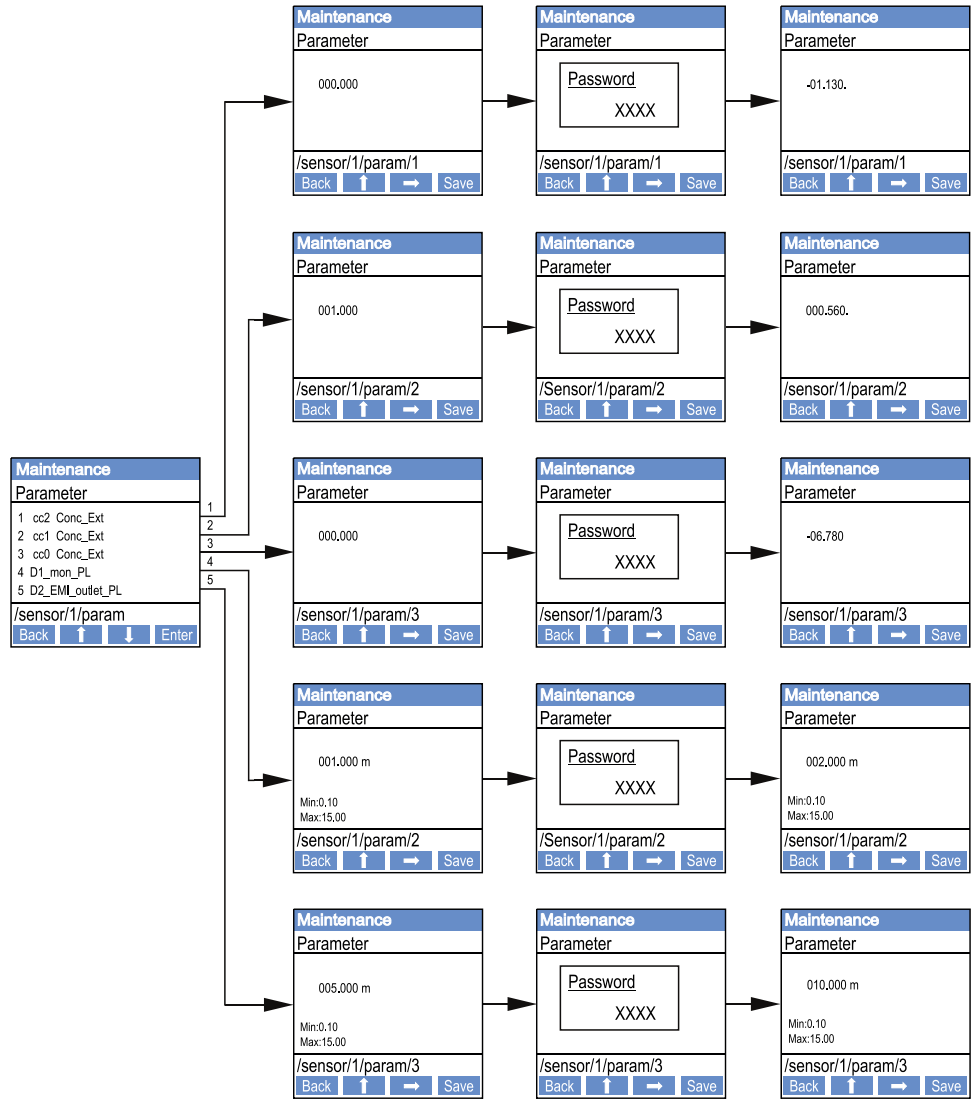 Maintenance
Parameter
000.000
/sensor/1/param/1
Back
Save
Maintenance
Parameter
Password
XXXX
/sensor/1/param/1
Back
Save
Maintenance
Parameter
-01.130.
/sensor/1/param/1
Back
Save
Maintenance
Parameter
001.000
/sensor/1/param/2
Back
Save
Maintenance
Parameter
Password
XXXX
/Sensor/1/param/2
Back
Save
Maintenance
Parameter
000.560.
/sensor/1/param/2
Back
Save
Maintenance
Parameter
1 cc2 Conc_Ext
2 cc1 Conc_Ext
3 cc0 Conc_Ext
4 D1_mon_PL
5 D2_EMI_outlet_PL
/sensor/1/param
Back
Enter
1
2
3
4
5
Maintenance
Parameter
000.000
/sensor/1/param/3
Back
Save
Maintenance
Parameter
Password
XXXX
/sensor/1/param/3
Back
Save
Maintenance
Parameter
-06.780
/sensor/1/param/3
Back
Save
Maintenance
Parameter
001.000 m
Min:0.10
Max:15.00
/sensor/1/param/2
Back
Save
Maintenance
Parameter
Password
XXXX
/Sensor/1/param/2
Back
Save
Maintenance
Parameter
002.000 m
Min:0.10
Max:15.00
/sensor/1/param/2
Back
Save
Maintenance
Parameter
005.000 m
Min:0.10
Max:15.00
/sensor/1/param/3
Back
Save
Maintenance
Parameter
Password
XXXX
/sensor/1/param/3
Back
Save
Maintenance
Parameter
010.000 m
Min:0.10
Max:15.00
/sensor/1/param/3
Back
Save